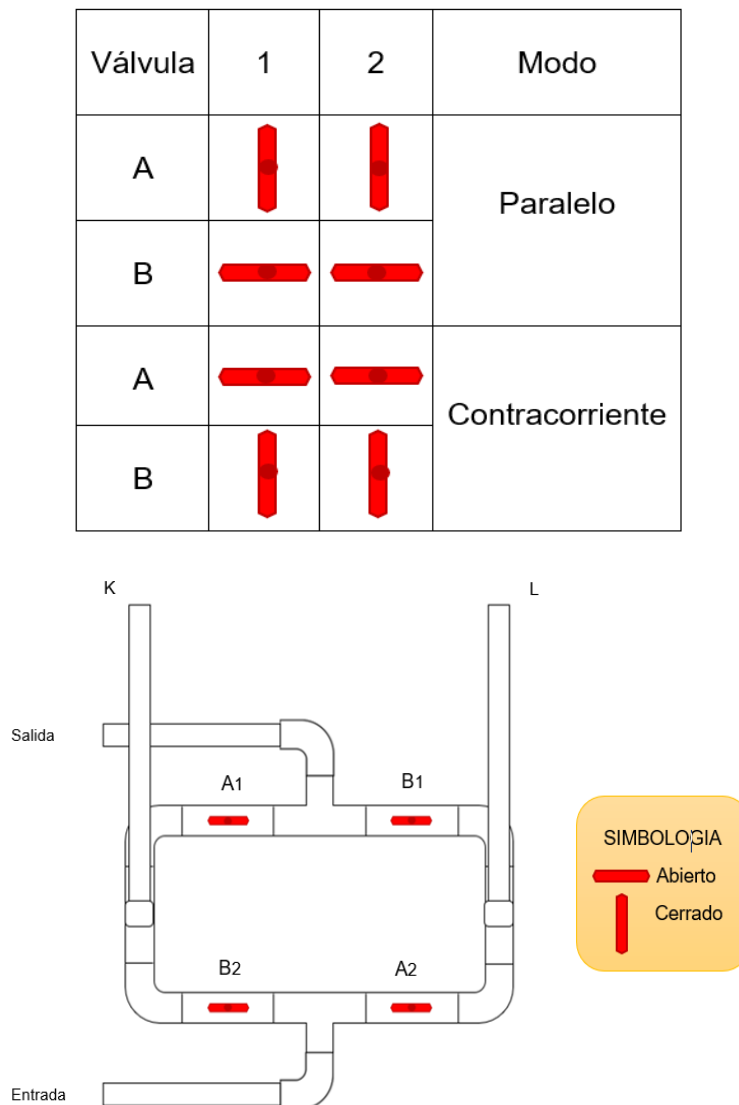 Válvula 1 2 Modo
A
Paralelo
B
A
Contracorriente
B
K
L
Salida
A1
B1
SIMBOLOGIA
Abierto
Cerrado
B2
A2
Entrada